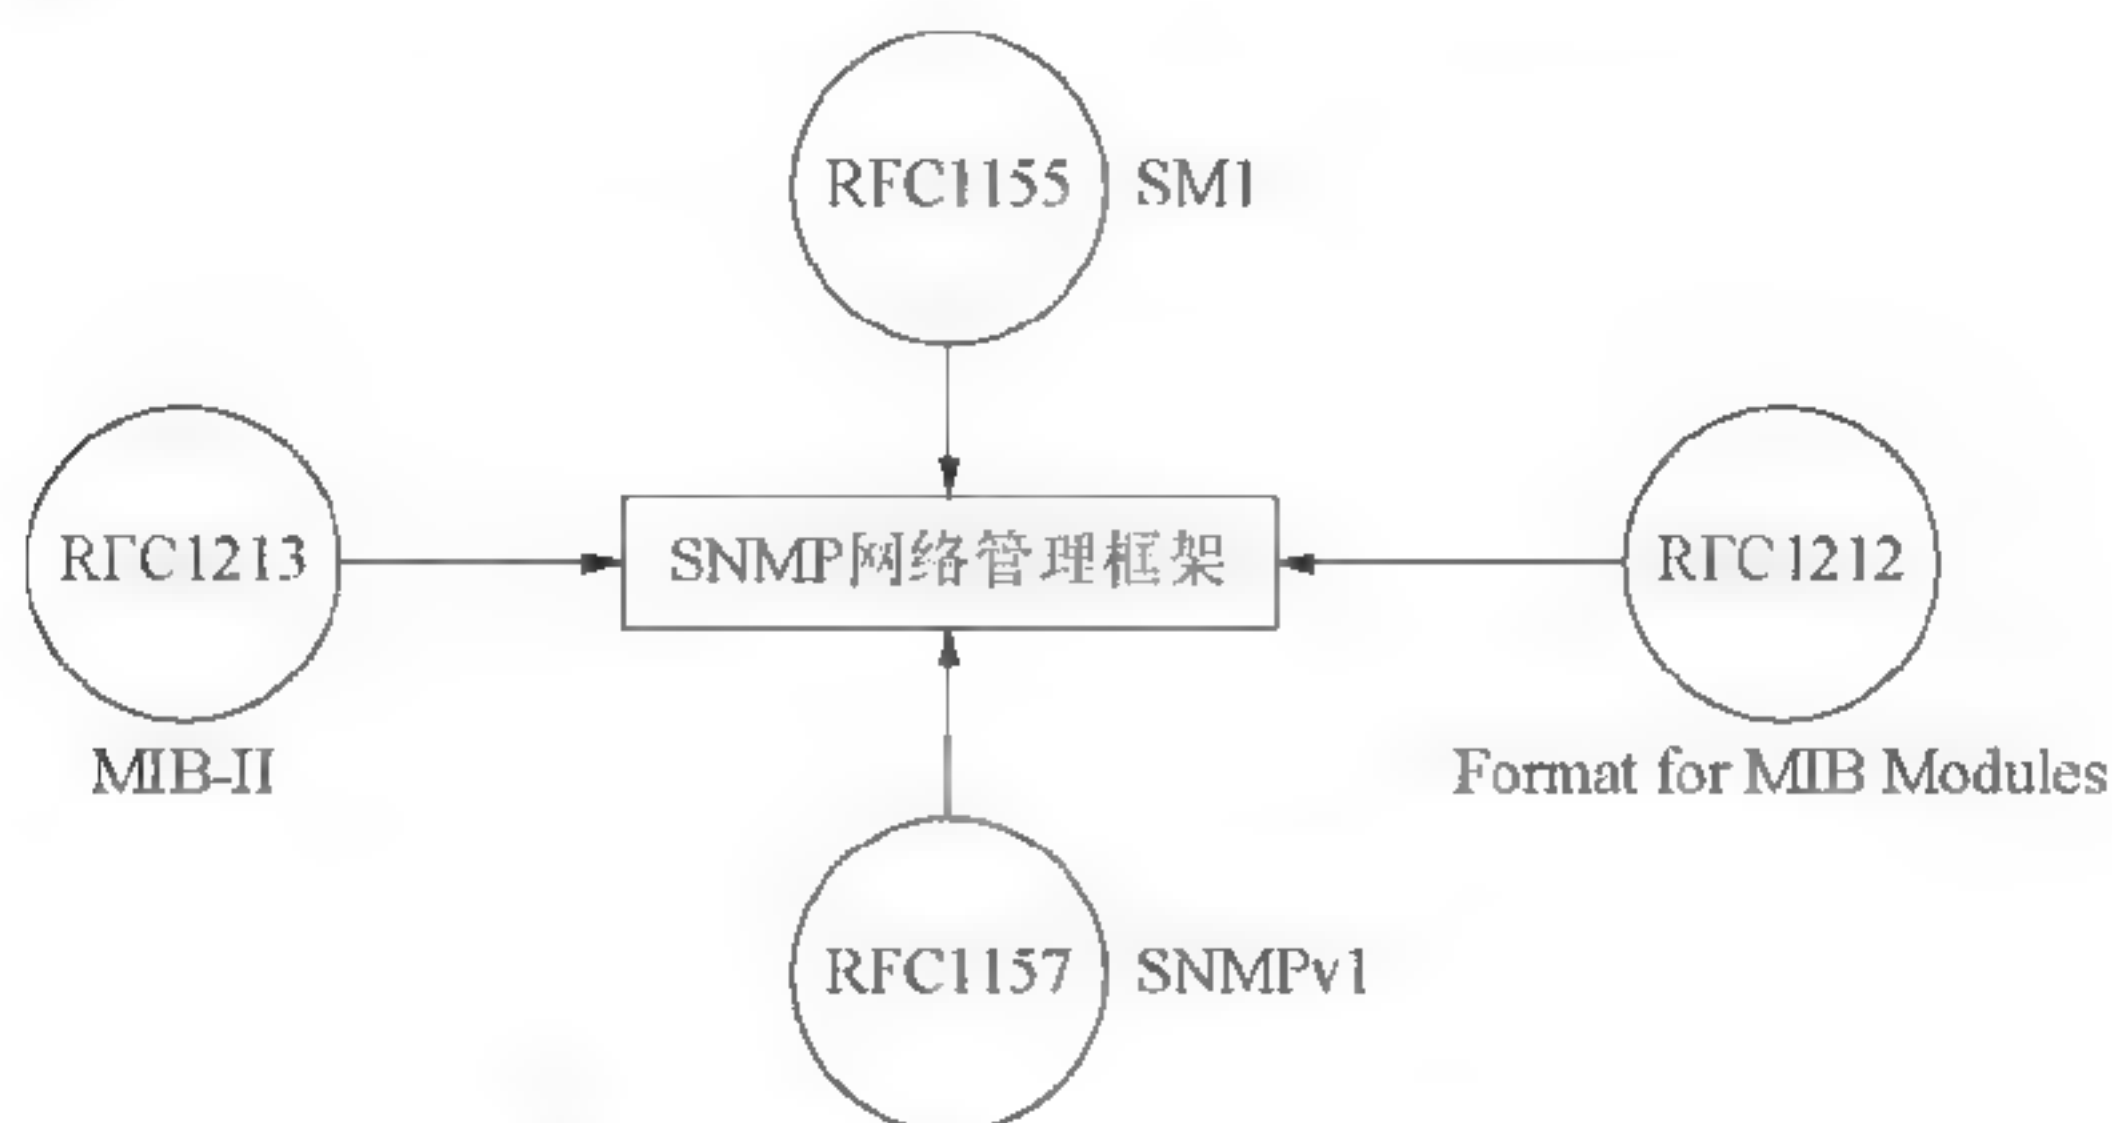 RFC1155 SM1
RFC1213
SNMP网络管理框架
RFC1212
MIB-II
Format for MIB Modules
RFC1157 SNMPv1